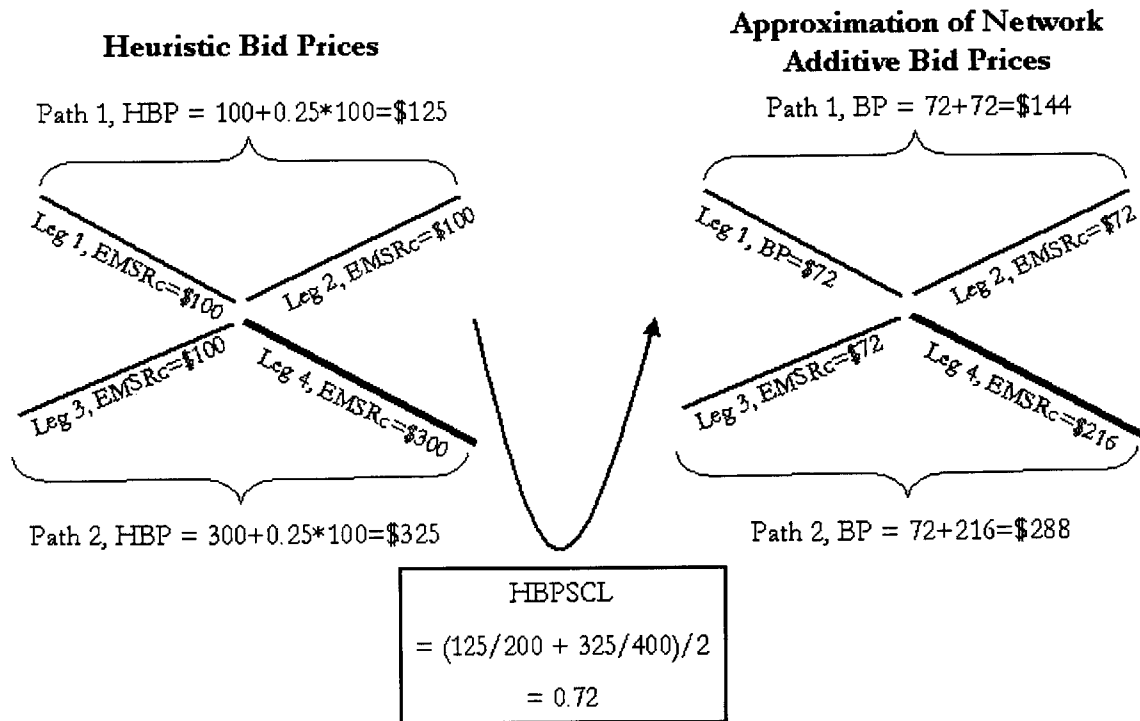 Heuristic Bid Prices
Path 1, HBP = 100+0.25*100=$125
Leg 1, EMSRc=$100
Leg 2, EMSRc=$100
Leg 3, EMSRc=$100
Leg 4, EMSRc=$300
Path 2, HBP = 300+0.25*100=$325
Approximation of Network
Additive Bid Prices
Path 1, BP = 72+72=$144
Leg 1, BP=$72
Leg 2, EMSRc=$72
Leg 3, EMSRc=$72
Leg 4, EMSRc=$216
Path 2, BP = 72+216=$288
HBPSCL
= (125/200 + 325/400)/2
= 0.72